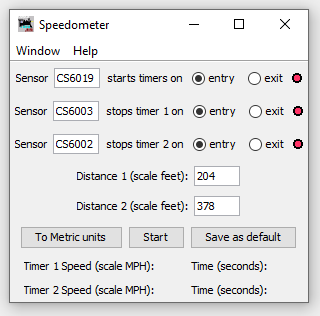 Speedometer
Window Help
Sensor CS6019 starts timers on entry exit
Sensor CS6003 stops timer 1 on entry exit
Sensor CS6002 stops timer 2 on entry exit
Distance 1 (scale feet): 204
Distance 2 (scale feet): 378
To Metric units Start Save as default
Timer 1 Speed (scale MPH): Time (seconds):
Timer 2 Speed (scale MPH): Time (seconds):